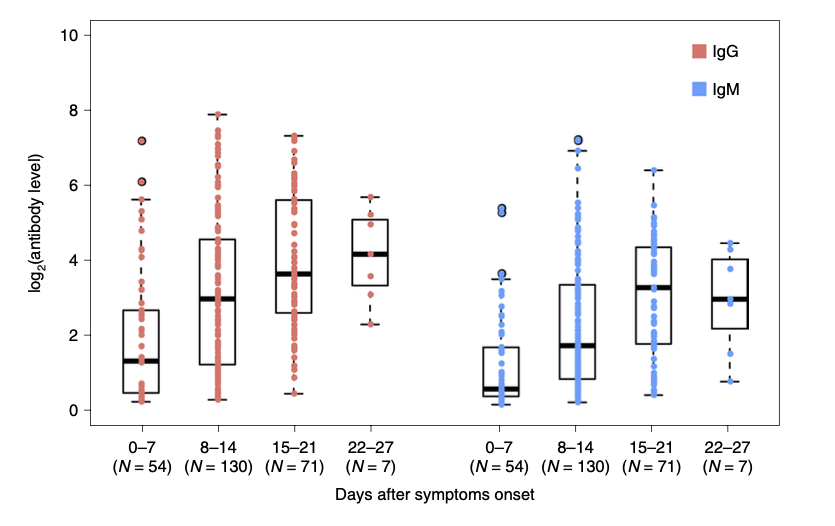 10
8
6
4
2
0
log2(antibody level)
IgG
IgM
0–7 8–14 15–21 22–27 0–7 8–14 15–21 22–27
(N = 54) (N = 130) (N = 71) (N = 7) (N = 54) (N = 130) (N = 71) (N = 7)
Days after symptoms onset